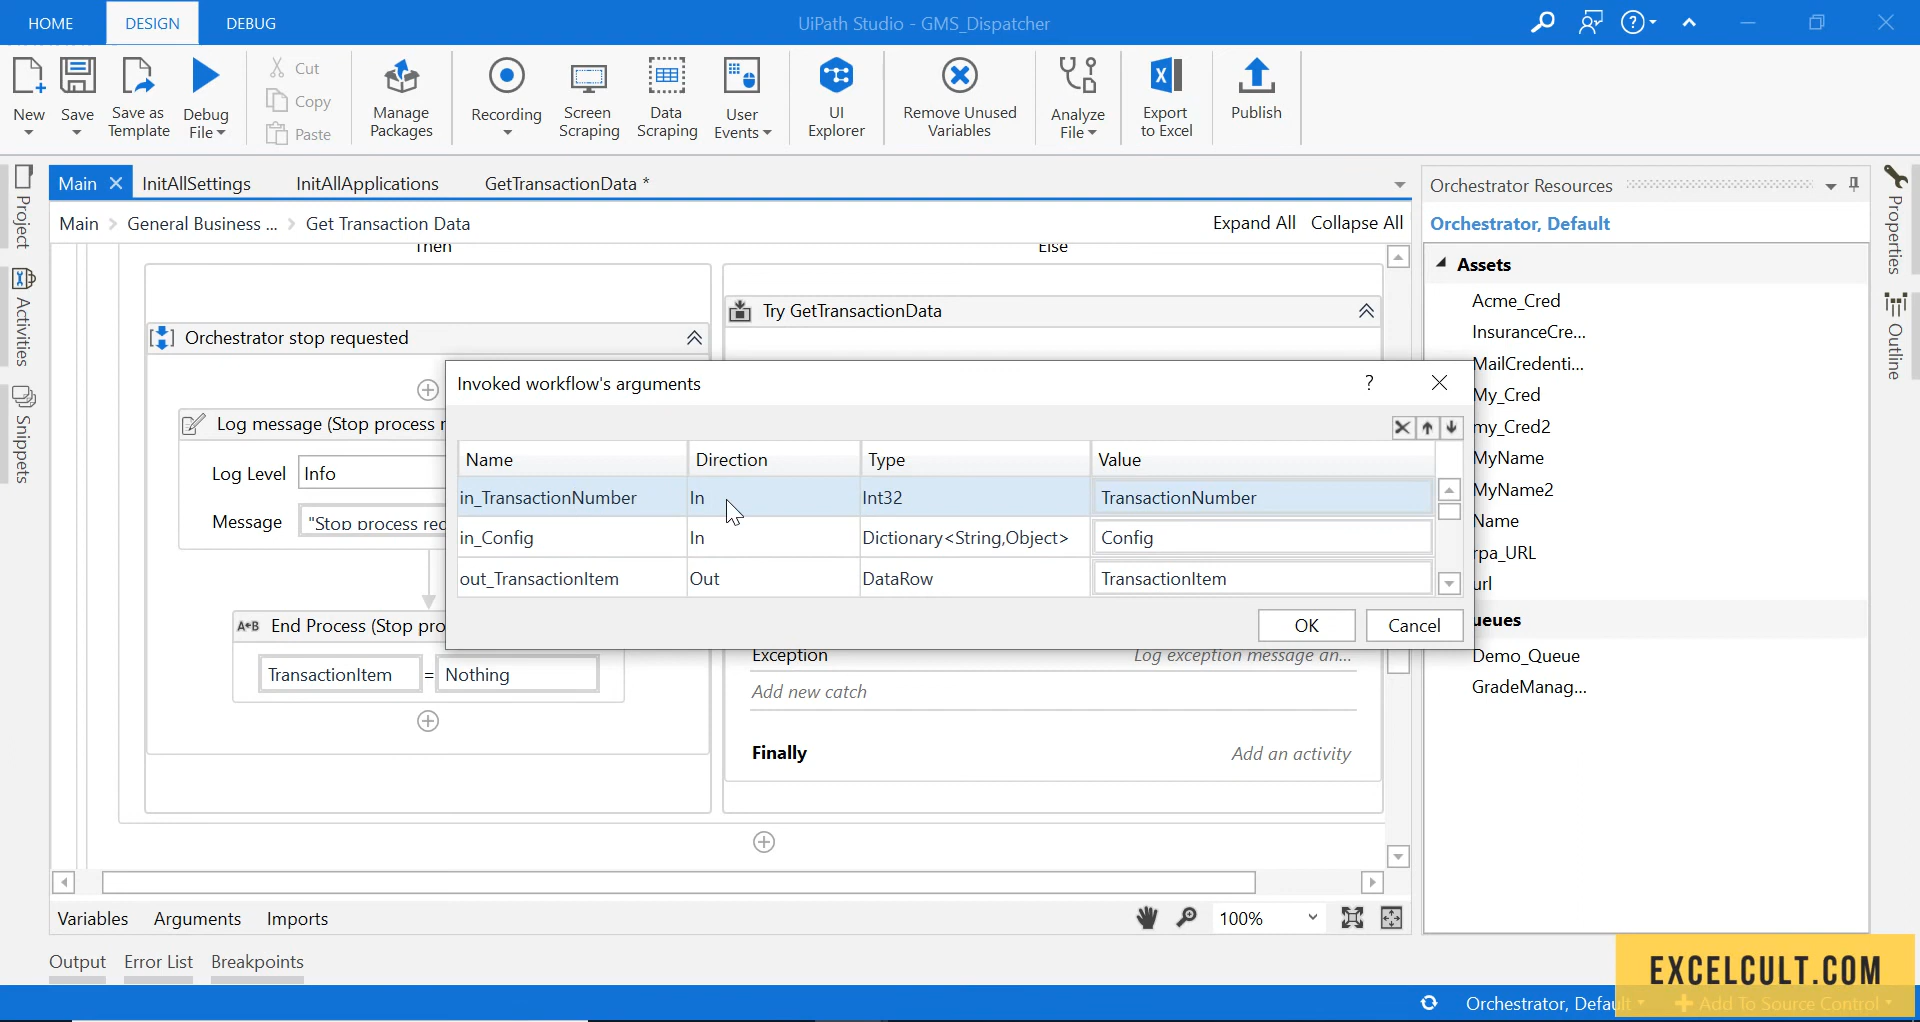 HOME DESIGN DEBUG UiPath Studio - GMS_Dispatcher
New Save Save as Template Debug File Cut Copy Paste Manage Packages Recording Screen Scraping Data Scraping User Events UI Explorer Remove Unused Variables Analyze File Export to Excel Publish
Main InitAllSettings InitAllApplications GetTransactionData *
Main General Business ... Get Transaction Data Expand All Collapse All
Project
Activities
Snippets
Then Else
Orchestrator stop requested
Try GetTransactionData
Log message (Stop process r
Log Level Info
Message "Stop process req
End Process (Stop pro
A+B
TransactionItem = Nothing
Invoked workflow's arguments ?
Name Direction Type Value
in_TransactionNumber In Int32 TransactionNumber
in_Config In Dictionary<String,Object> Config
out_TransactionItem Out DataRow TransactionItem
OK Cancel
Exception Log exception message an...
Add new catch
Finally Add an activity
Variables Arguments Imports 100%
Output Error List Breakpoints
Orchestrator Resources
Orchestrator, Default
Assets
Acme_Cred
InsuranceCre...
MailCredenti...
My_Cred
my_Cred2
MyName
MyName2
Name
rpa_URL
url
ueues
Demo_Queue
GradeManag...
Properties
Outline
EXCELCULT.COM
Orchestrator, Default Add To Source Control